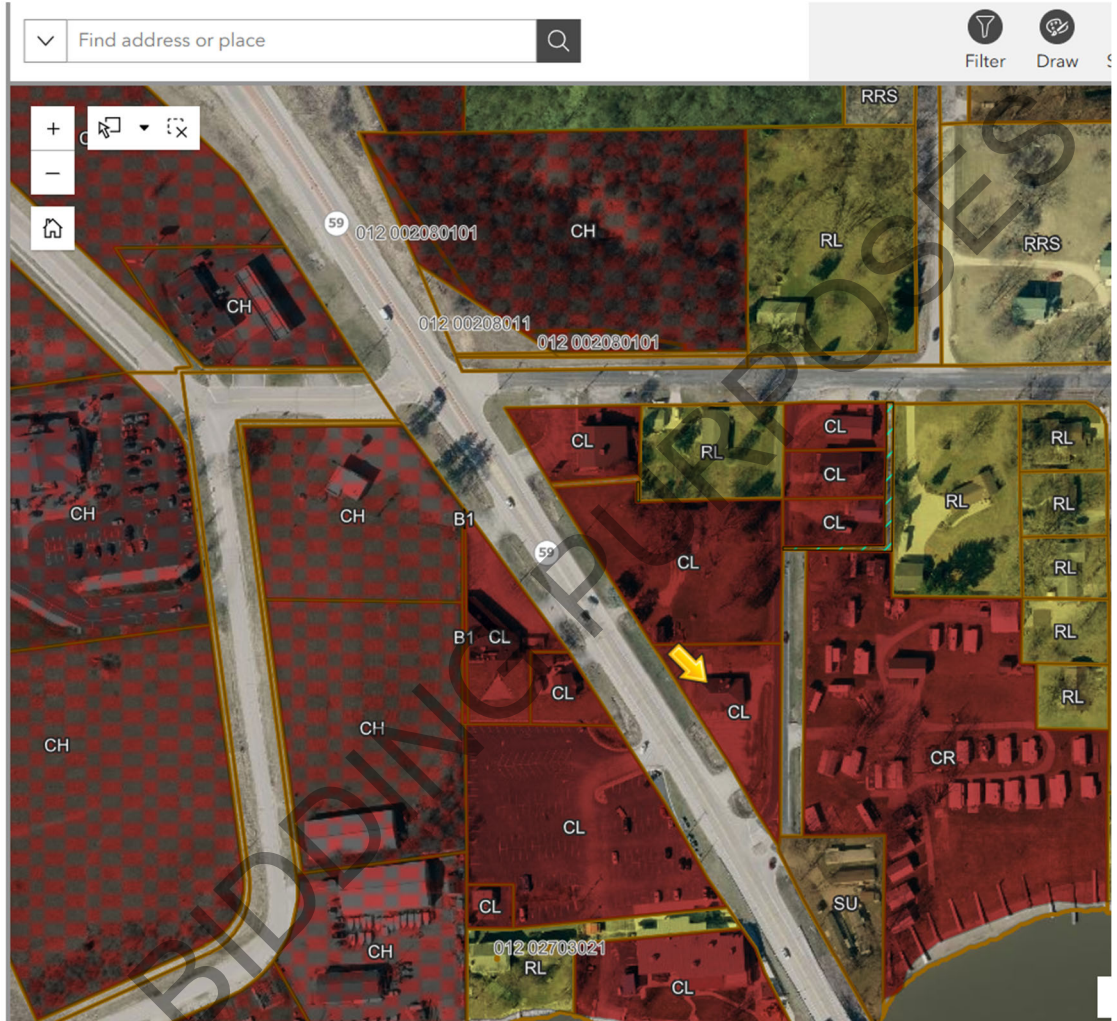 Find address or place
Filter
Draw
RRS
+
−
59
012 002080101
CH
RL
RRS
CH
012 00208011
012 002080101
CL
RL
CL
RL
RL
CL
RL
CH
CH
B1
CL
59
CL
RL
B1
CL
RL
CL
CL
RL
CH
CH
CR
CL
CL
SU
012 02703021
CH
RL
CL
BIDDING PURPOSES